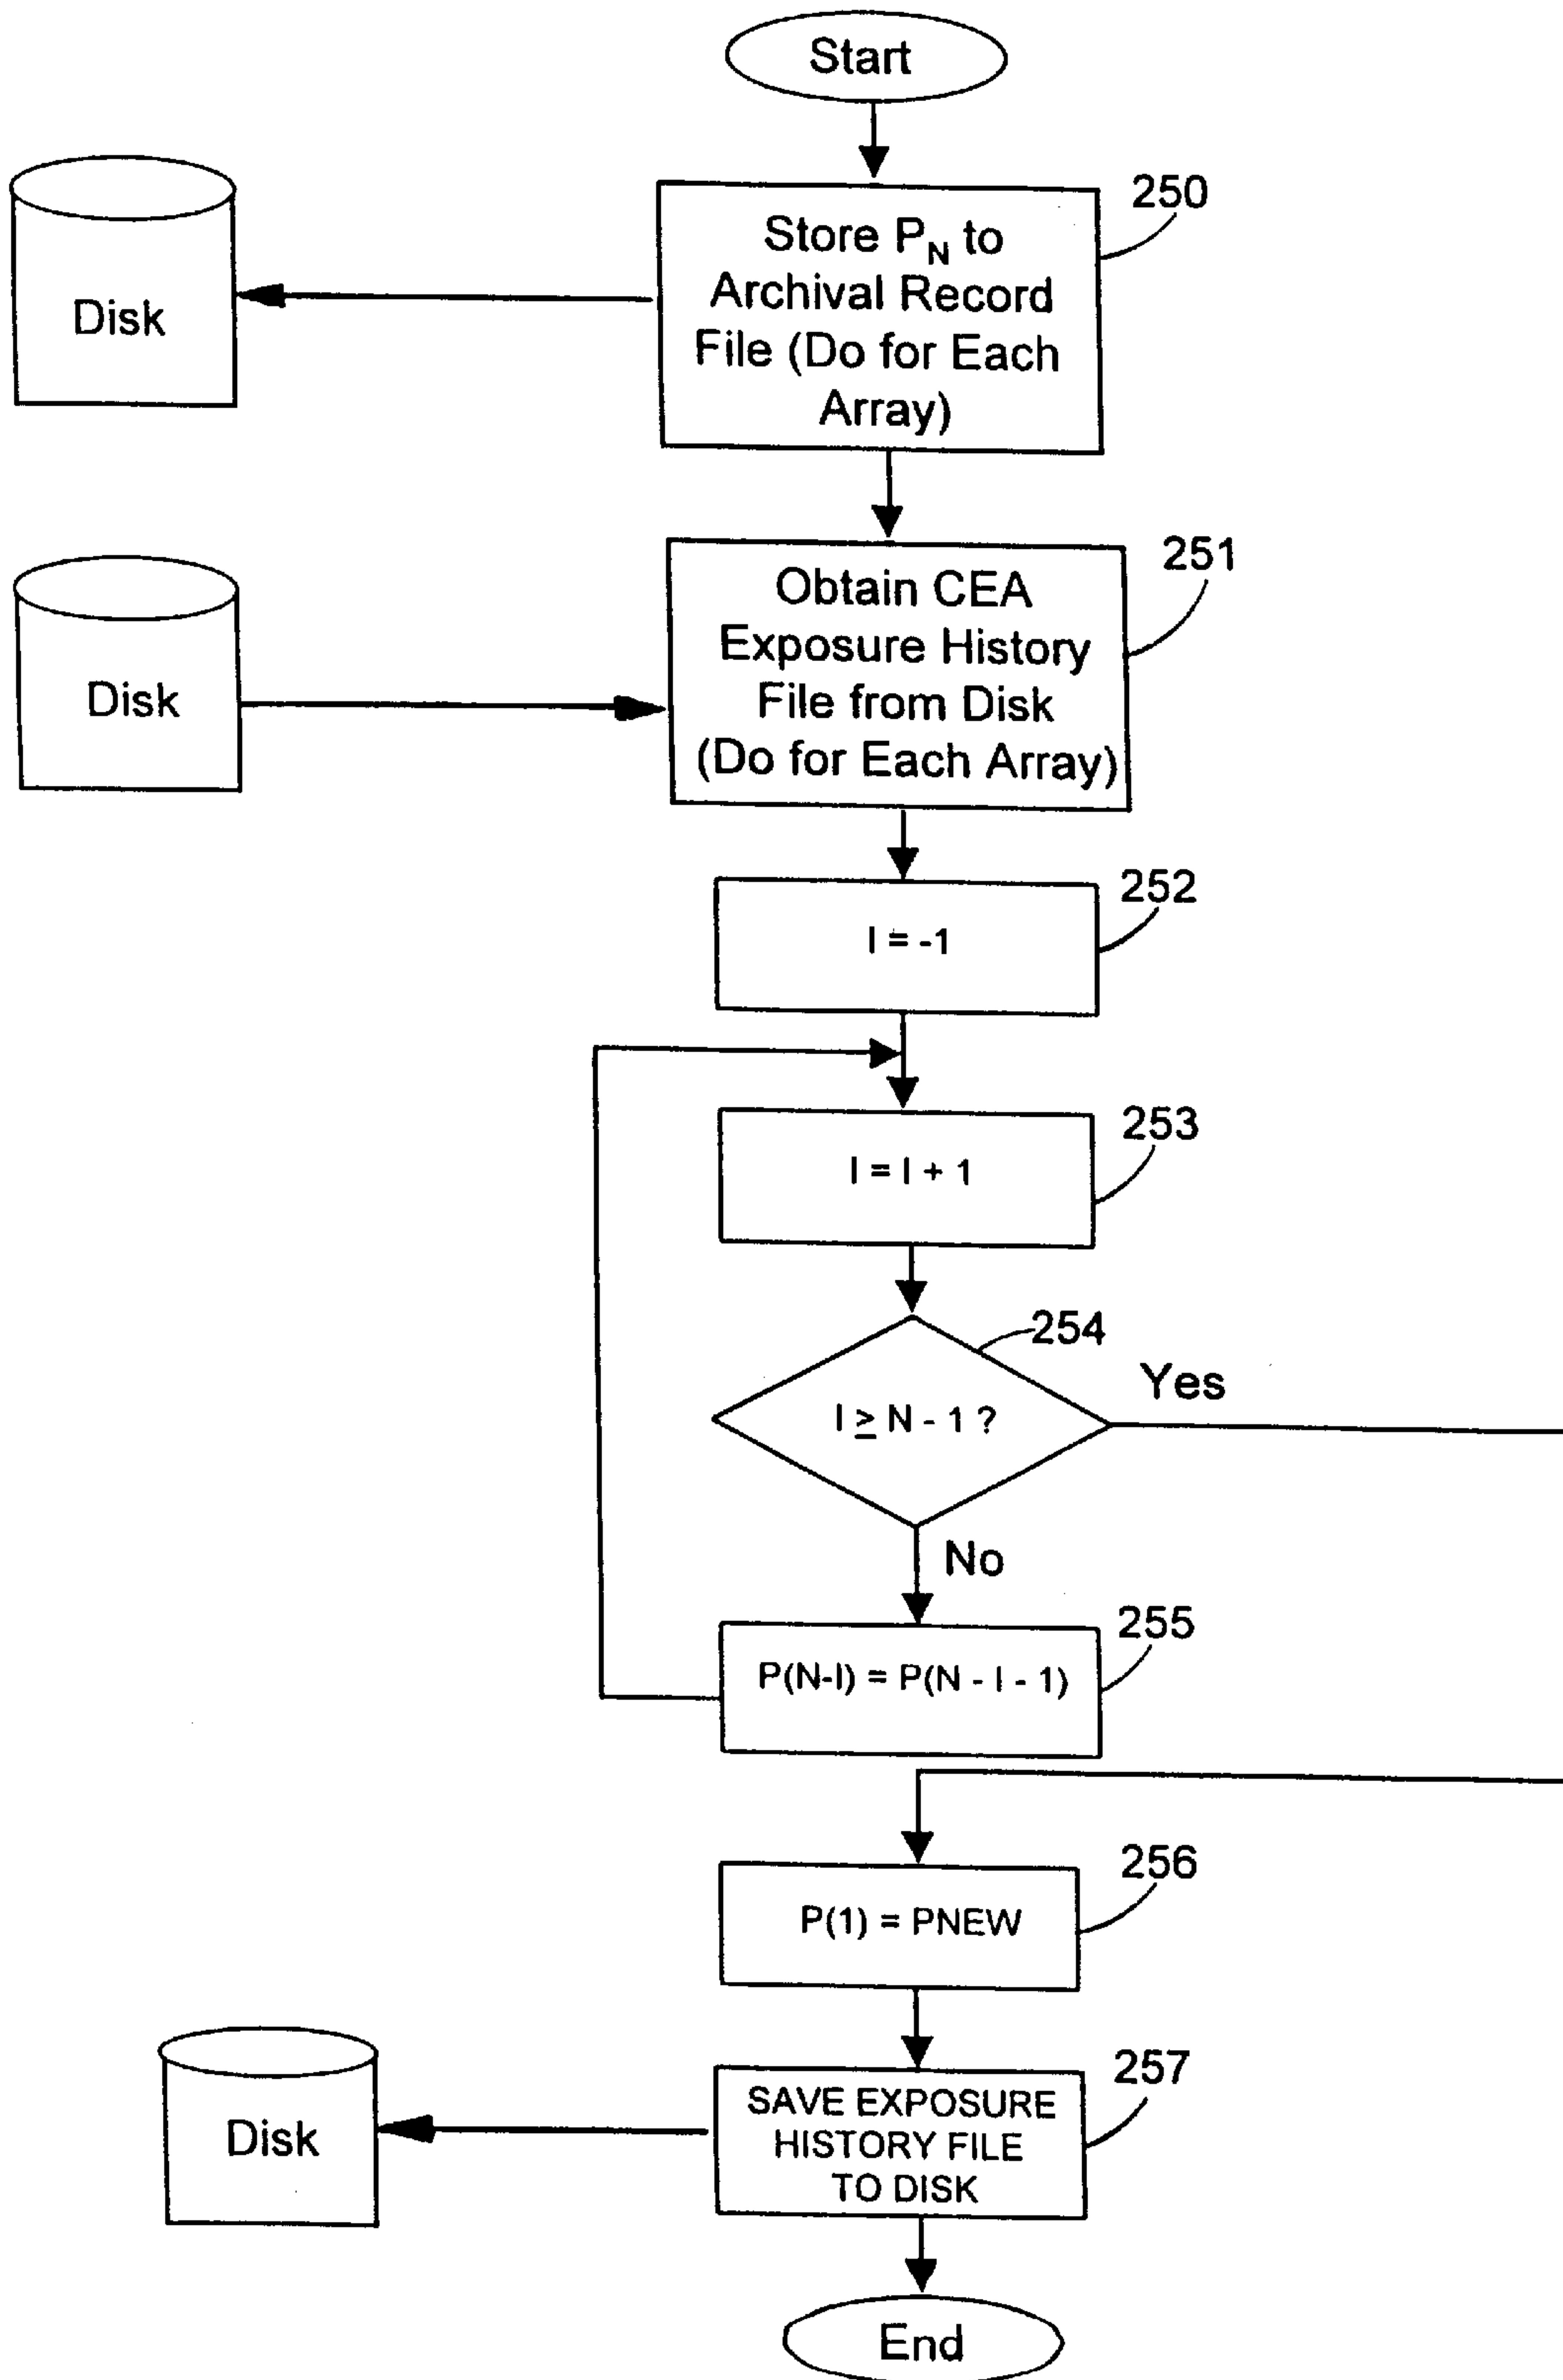 Start
250
Store PN to
Archival Record
File (Do for Each
Array)
Disk
251
Obtain CEA
Exposure History
File from Disk
(Do for Each Array)
Disk
252
I = -1
253
I = I + 1
254
I ≥ N - 1 ?
Yes
No
255
P(N-I) = P(N - I - 1)
256
P(1) = PNEW
257
SAVE EXPOSURE
HISTORY FILE
TO DISK
Disk
End